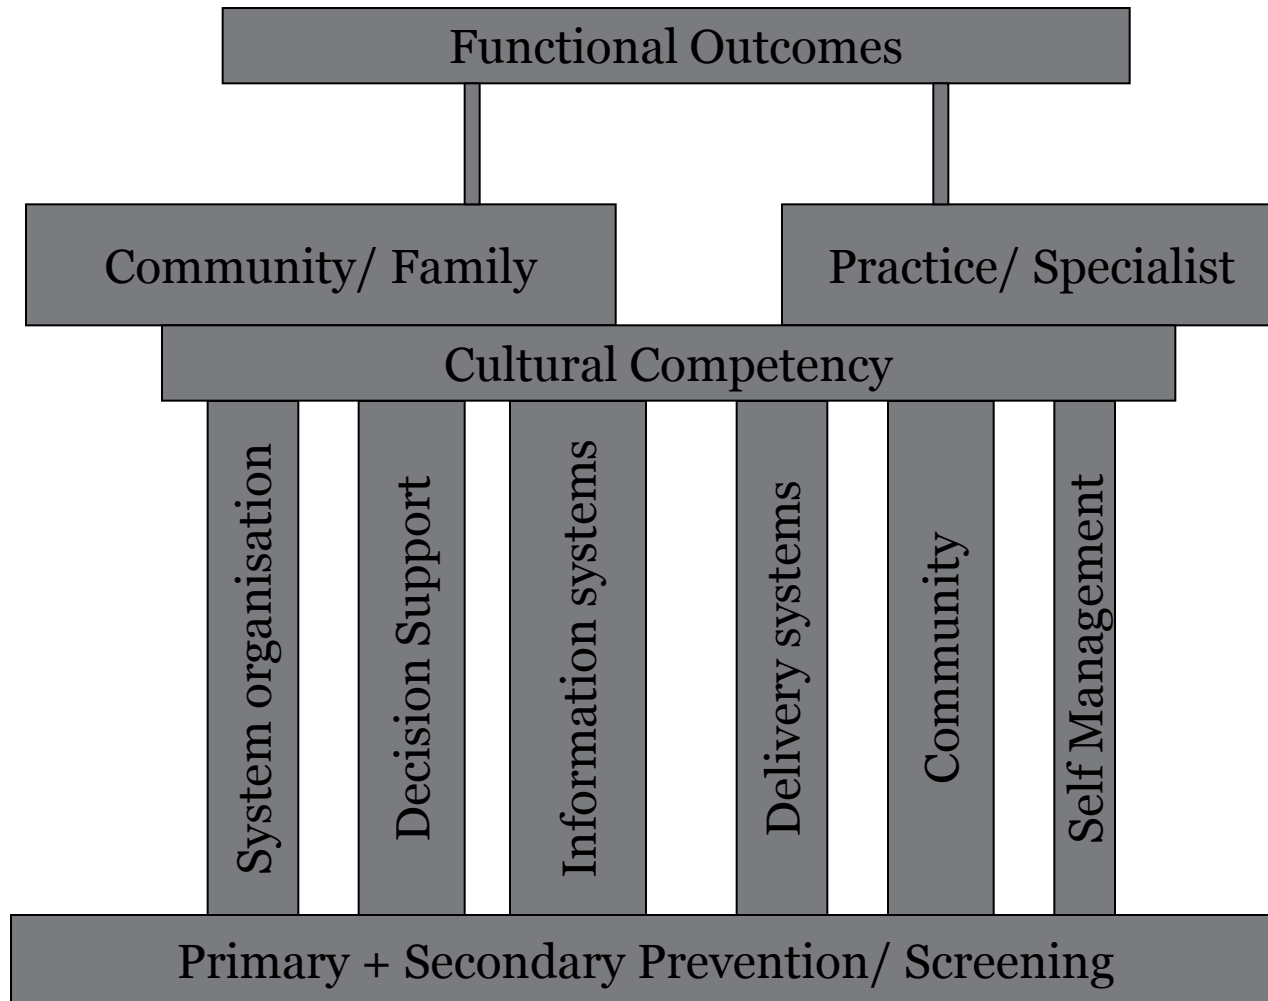 Functional Outcomes
Community/ Family
Practice/ Specialist
Cultural Competency
System organisation
Decision Support
Information systems
Delivery systems
Community
Self Management
Primary + Secondary Prevention/ Screening